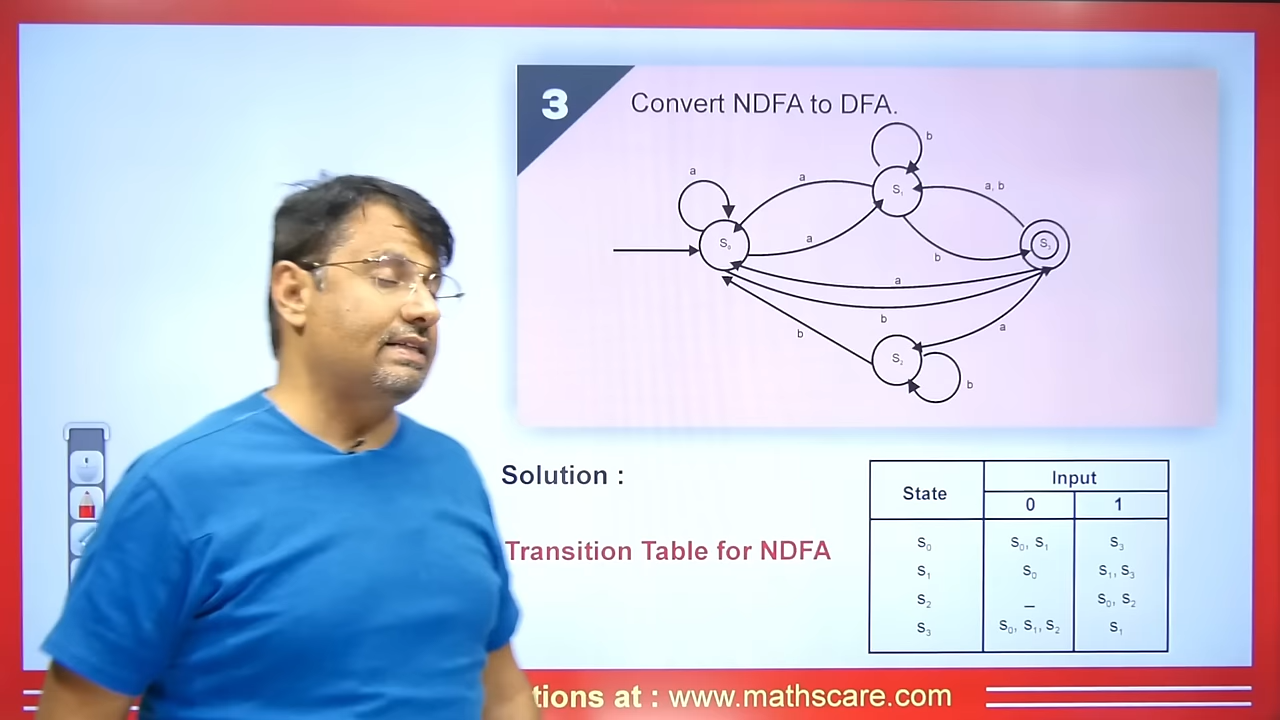 3
Convert NDFA to DFA.
b
a
a
S₁
a, b
S₀
a
S₃
b
a
b
b
a
S₂
b
Solution :
Transition Table for NDFA
State
Input
0 1
S₀ S₀, S₁ S₃
S₁ S₀ S₁, S₃
S₂ – S₀, S₂
S₃ S₀, S₁, S₂ S₁
tions at : www.mathscare.com